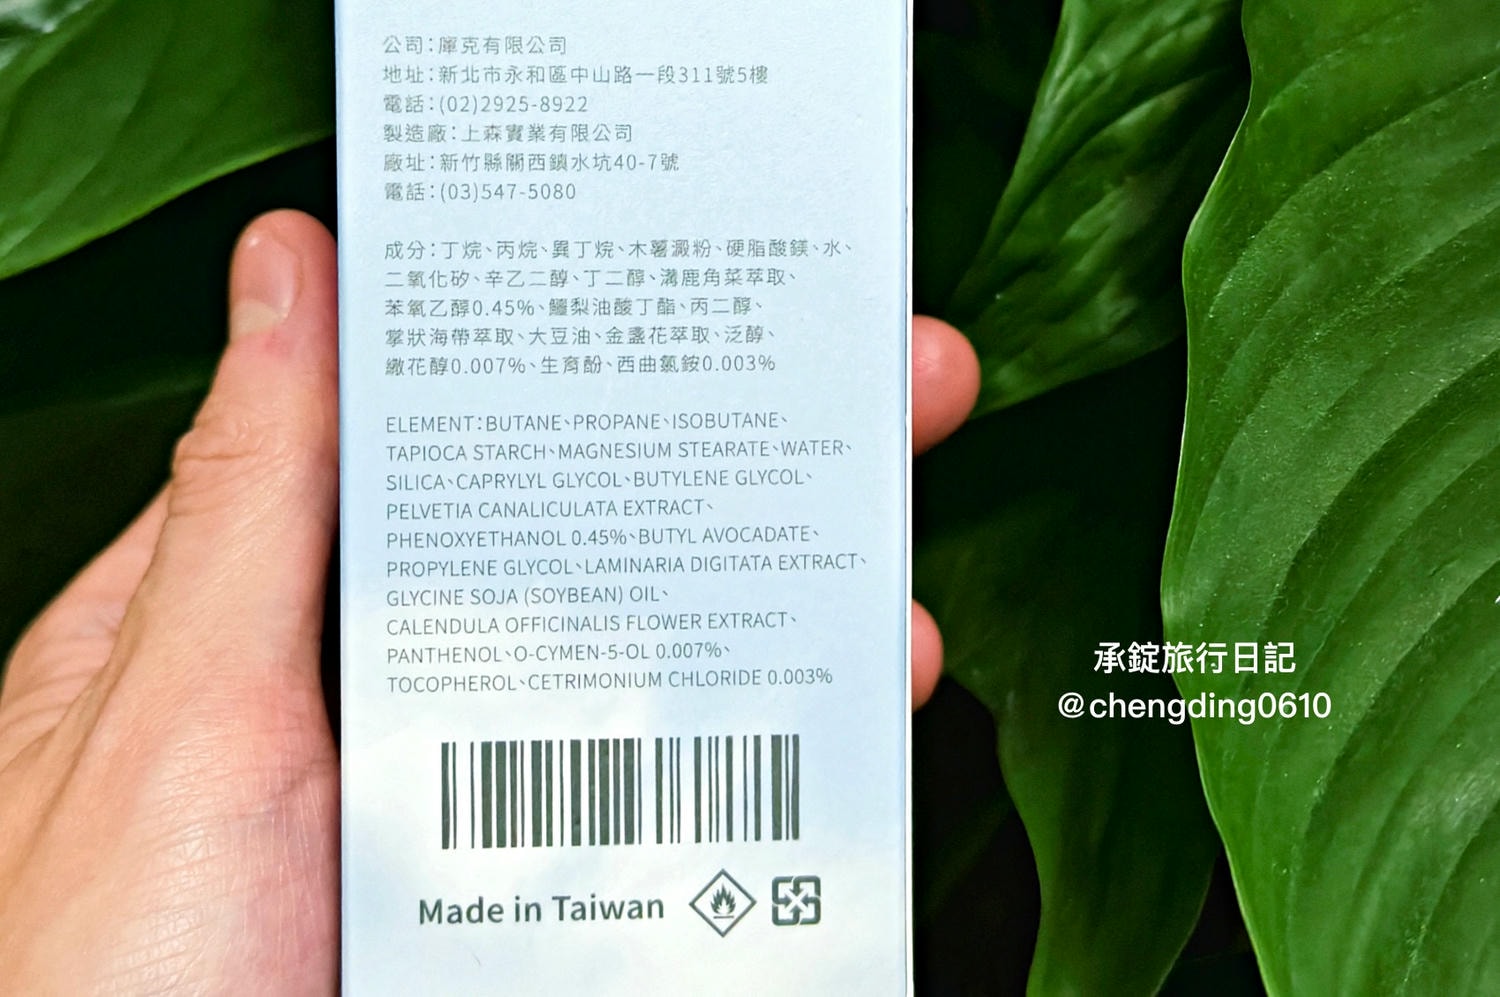 公司：庫克有限公司
地址：新北市永和區中山路一段311號5樓
電話：(02)2925-8922
製造廠：上森實業有限公司
廠址：新竹縣關西鎮水坑40-7號
電話：(03)547-5080
成分：丁烷、丙烷、異丁烷、木薯澱粉、硬脂酸鎂、水、
二氧化矽、辛乙二醇、丁二醇、溝鹿角菜萃取、
苯氧乙醇0.45%、鱷梨油酸丁酯、丙二醇、
掌狀海帶萃取、大豆油、金盞花萃取、泛醇、
繖花醇0.007%、生育酚、西曲氯銨0.003%
ELEMENT：BUTANE、PROPANE、ISOBUTANE、
TAPIOCA STARCH、MAGNESIUM STEARATE、WATER、
SILICA、CAPRYLYL GLYCOL、BUTYLENE GLYCOL、
PELVETIA CANALICULATA EXTRACT、
PHENOXYETHANOL 0.45%、BUTYL AVOCADATE、
PROPYLENE GLYCOL、LAMINARIA DIGITATA EXTRACT、
GLYCINE SOJA (SOYBEAN) OIL、
CALENDULA OFFICINALIS FLOWER EXTRACT、
PANTHENOL、O-CYMEN-5-OL 0.007%、
TOCOPHEROL、CETRIMONIUM CHLORIDE 0.003%
Made in Taiwan
承錠旅行日記
@chengding0610